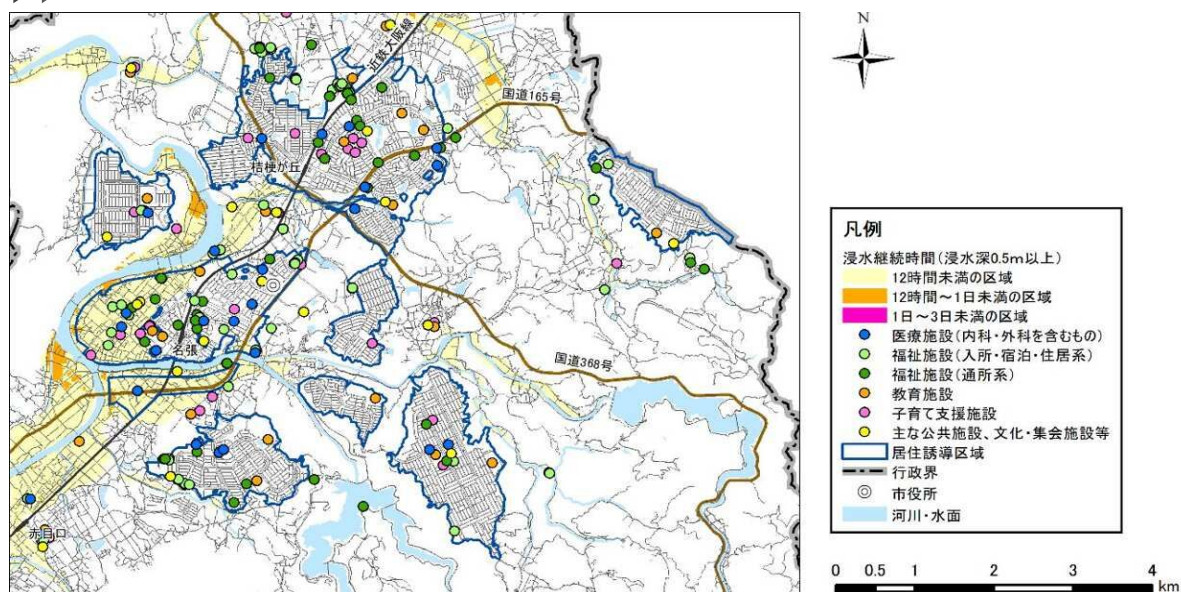 近鉄大阪線
国道165号
桔梗が丘
名張
国道368号
赤目口
N
凡例
浸水継続時間(浸水深0.5m以上)
12時間未満の区域
12時間~1日未満の区域
1日~3日未満の区域
医療施設(内科・外科を含むもの)
福祉施設(入所・宿泊・住居系)
福祉施設(通所系)
教育施設
子育て支援施設
主な公共施設、文化・集会施設等
居住誘導区域
行政界
市役所
河川・水面
0 0.5 1 2 3 4
km